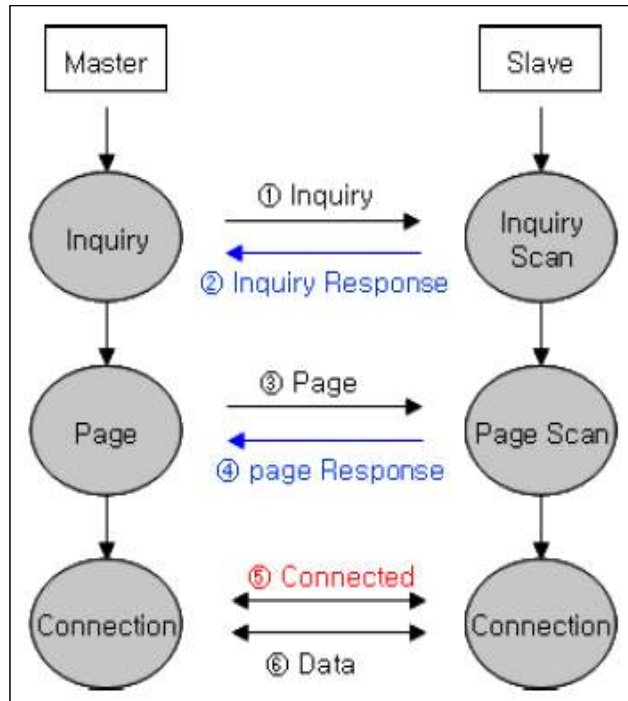 Master
Slave
① Inquiry
Inquiry
Inquiry
Scan
② Inquiry Response
③ Page
Page
Page Scan
④ page Response
⑤ Connected
Connection
Connection
⑥ Data